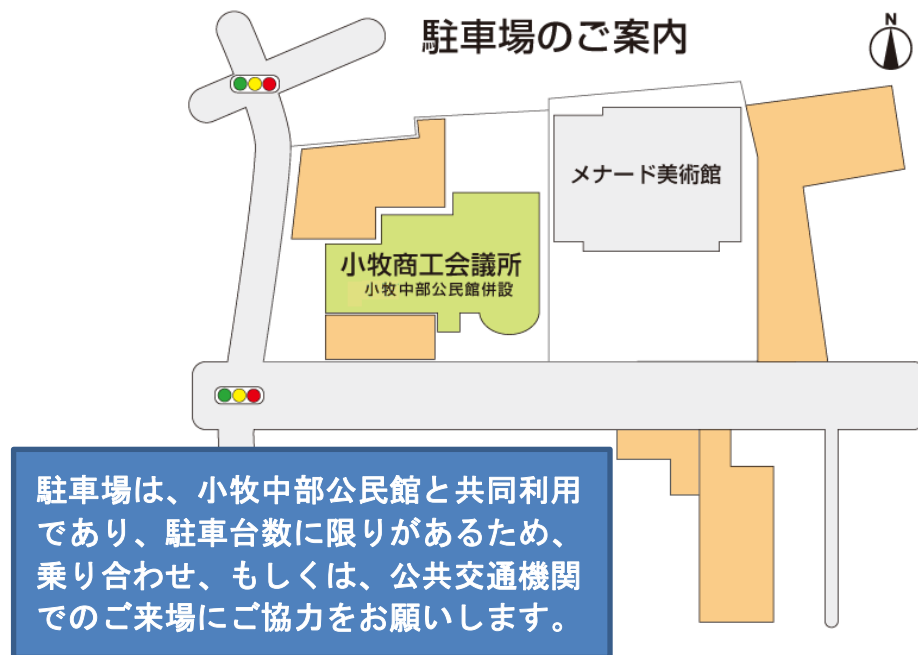 駐車場のご案内
N
メナード美術館
小牧商工会議所
小牧中部公民館併設
駐車場は、小牧中部公民館と共同利用
であり、駐車台数に限りがあるため、
乗り合わせ、もしくは、公共交通機関
でのご来場にご協力をお願いします。